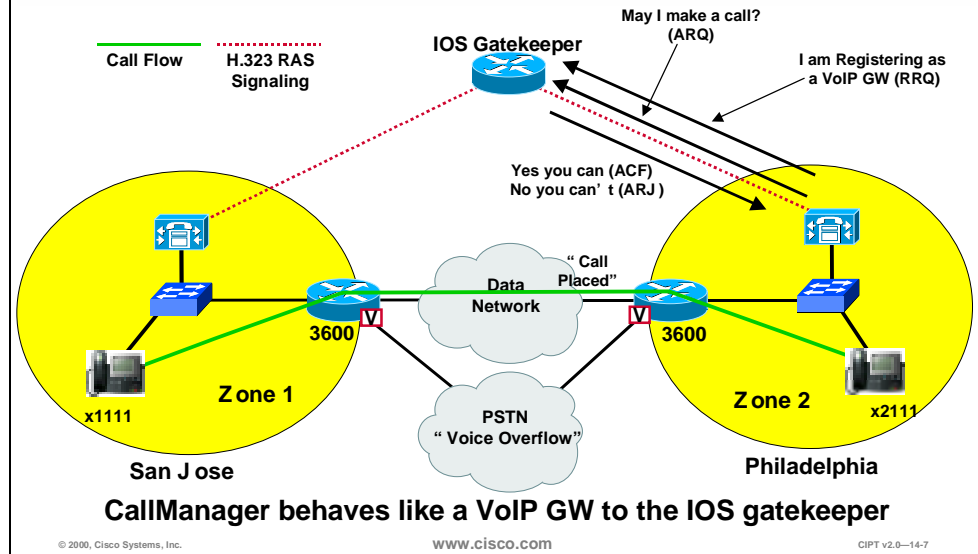 May I make a call?
(ARQ)
IOS Gatekeeper
Call Flow
H.323 RAS
Signaling
I am Registering as
a VoIP GW (RRQ)
Yes you can (ACF)
No you can't (ARJ)
Data
Network
"Call
Placed"
V
V
3600
3600
x1111
Zone 1
PSTN
"Voice Overflow"
Zone 2
x2111
San Jose
Philadelphia
CallManager behaves like a VoIP GW to the IOS gatekeeper
© 2000, Cisco Systems, Inc.
www.cisco.com
CIPT v2.0—14-7